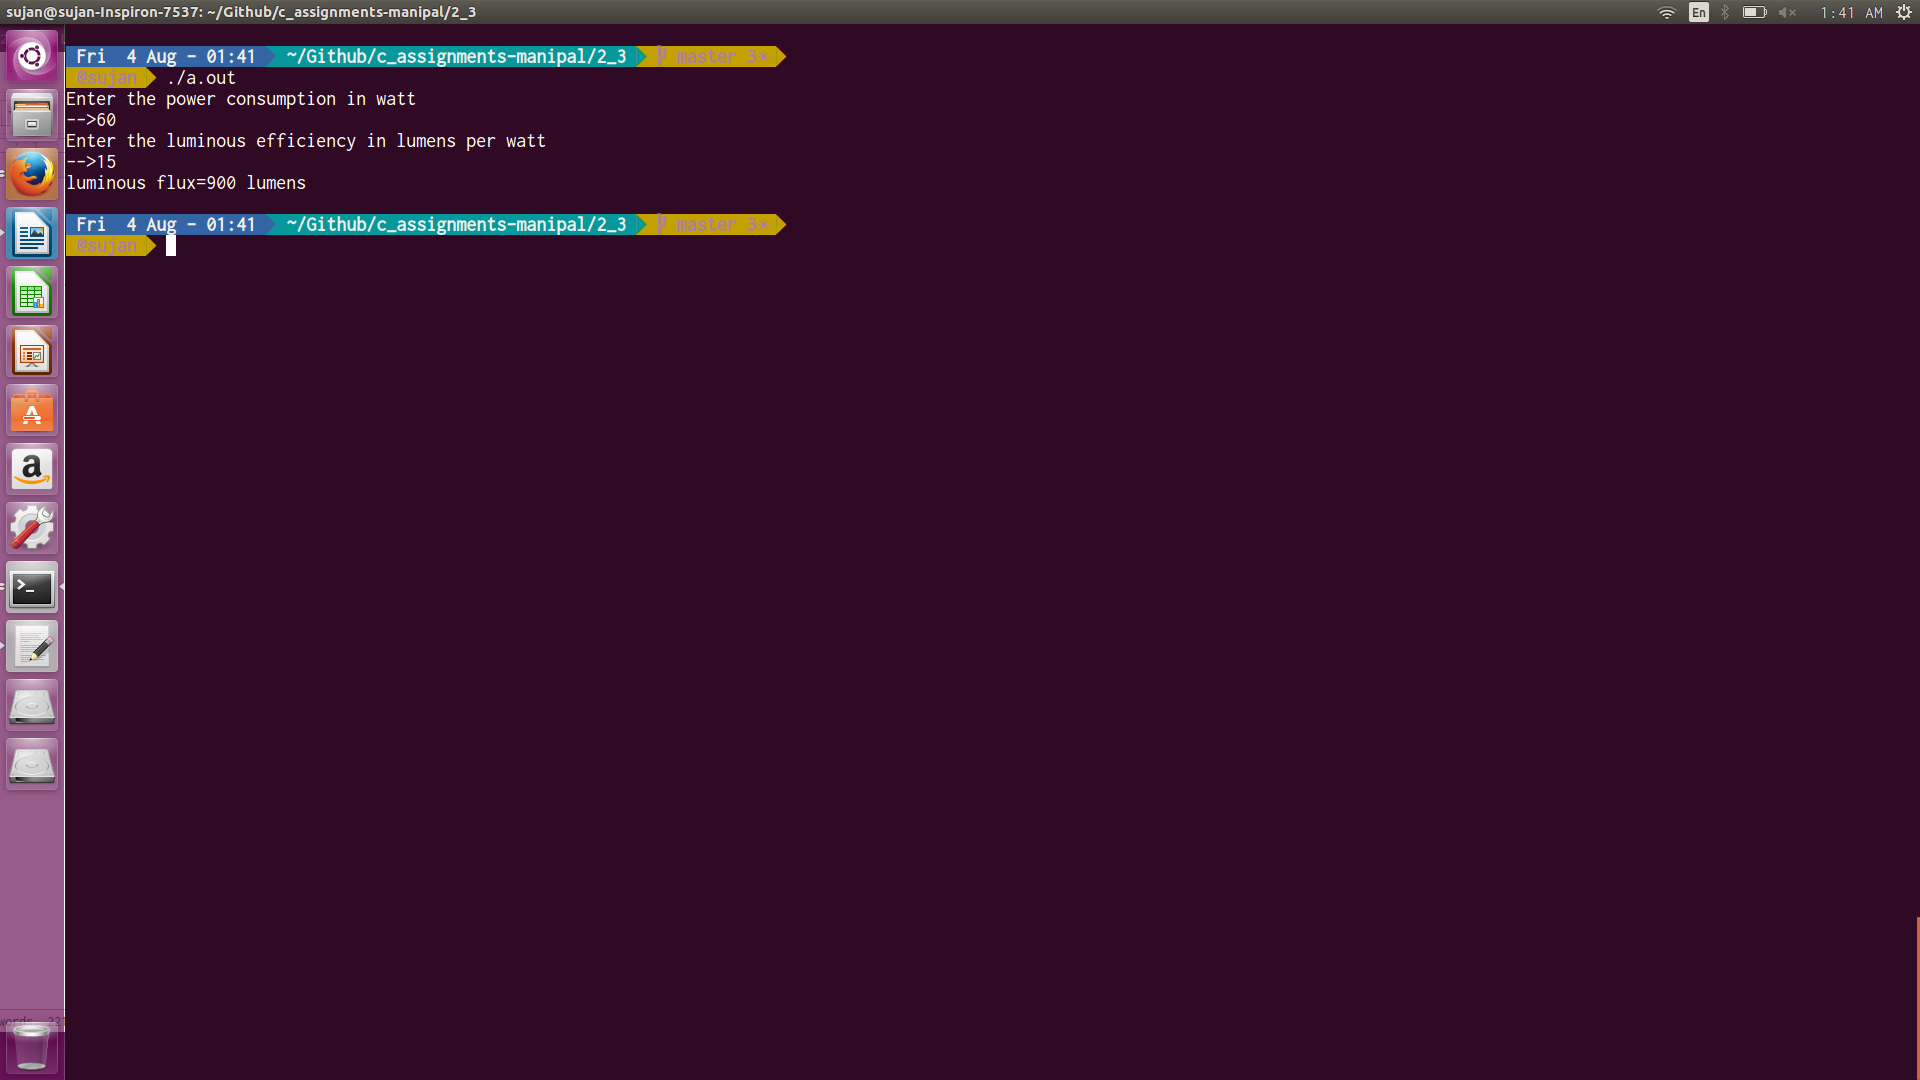 sujan@sujan-Inspiron-7537: ~/Github/c_assignments-manipal/2_3
En
1:41 AM
Fri 4 Aug - 01:41 ~/Github/c_assignments-manipal/2_3 master 3*
@sujan ./a.out
Enter the power consumption in watt
-->60
Enter the luminous efficiency in lumens per watt
-->15
luminous flux=900 lumens
Fri 4 Aug - 01:41 ~/Github/c_assignments-manipal/2_3 master 3*
@sujan